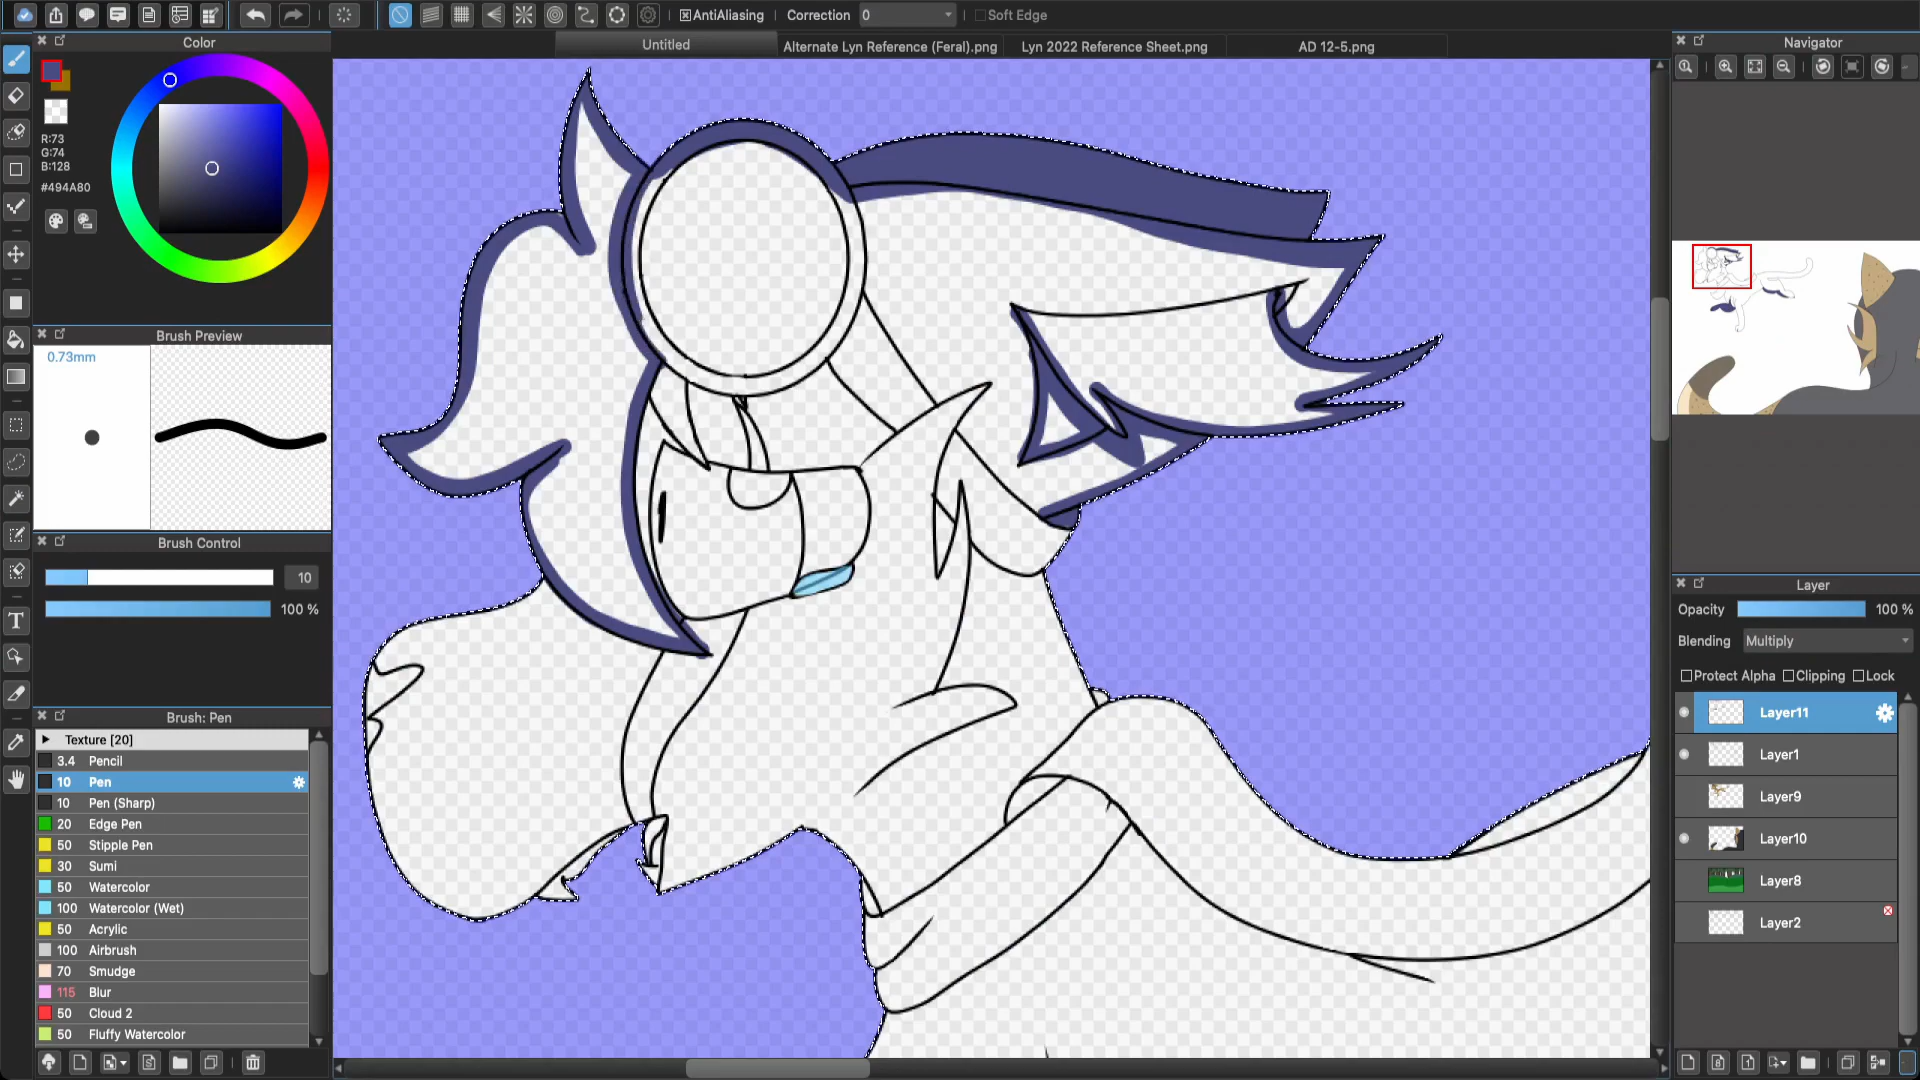 AntiAliasing
Correction
0
Soft Edge
Untitled
Alternate Lyn Reference (Feral).png
Lyn 2022 Reference Sheet.png
AD 12-5.png
Color
R:73
G:74
B:128
#494A80
Brush Preview
0.73mm
Brush Control
10
100 %
Brush: Pen
Texture [20]
3.4 Pencil
10 Pen
10 Pen (Sharp)
20 Edge Pen
50 Stipple Pen
30 Sumi
50 Watercolor
100 Watercolor (Wet)
50 Acrylic
100 Airbrush
70 Smudge
115 Blur
50 Cloud 2
50 Fluffy Watercolor
Navigator
Layer
Opacity 100 %
Blending Multiply
Protect Alpha Clipping Lock
Layer11
Layer1
Layer9
Layer10
Layer8
Layer2